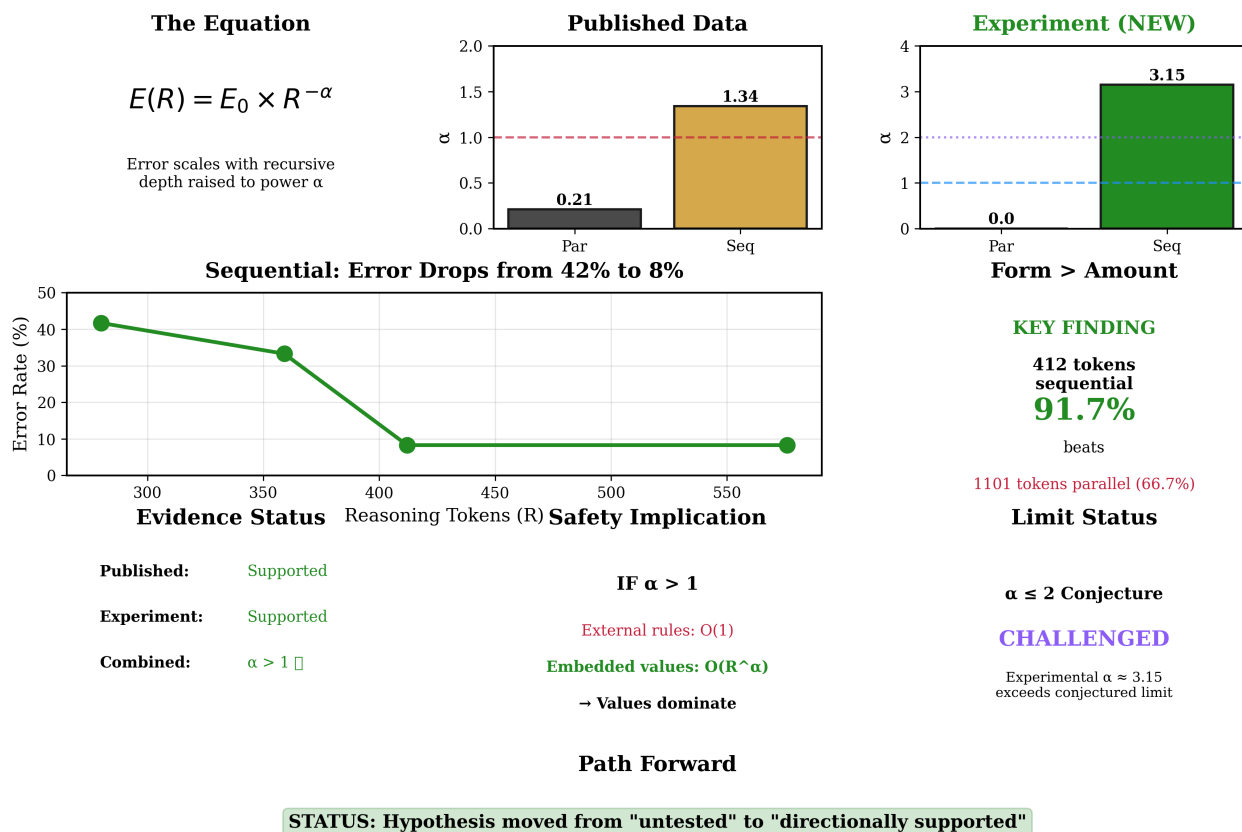 The Equation
E(R) = E₀ × R⁻ᵅ
Error scales with recursive
depth raised to power α
Published Data
2.0
1.5
1.0
0.5
0.0
α
0.21
1.34
Par
Seq
Experiment (NEW)
4
3
2
1
0
α
0.0
3.15
Par
Seq
Sequential: Error Drops from 42% to 8%
50
40
30
20
10
0
Error Rate (%)
300
350
400
450
500
550
Reasoning Tokens (R)
Form > Amount
KEY FINDING
412 tokens
sequential
91.7%
beats
1101 tokens parallel (66.7%)
Evidence Status
Published: Supported
Experiment: Supported
Combined: α > 1
Safety Implication
IF α > 1
External rules: O(1)
Embedded values: O(R^α)
→ Values dominate
Limit Status
α ≤ 2 Conjecture
CHALLENGED
Experimental α ≈ 3.15
exceeds conjectured limit
Path Forward
STATUS: Hypothesis moved from "untested" to "directionally supported"